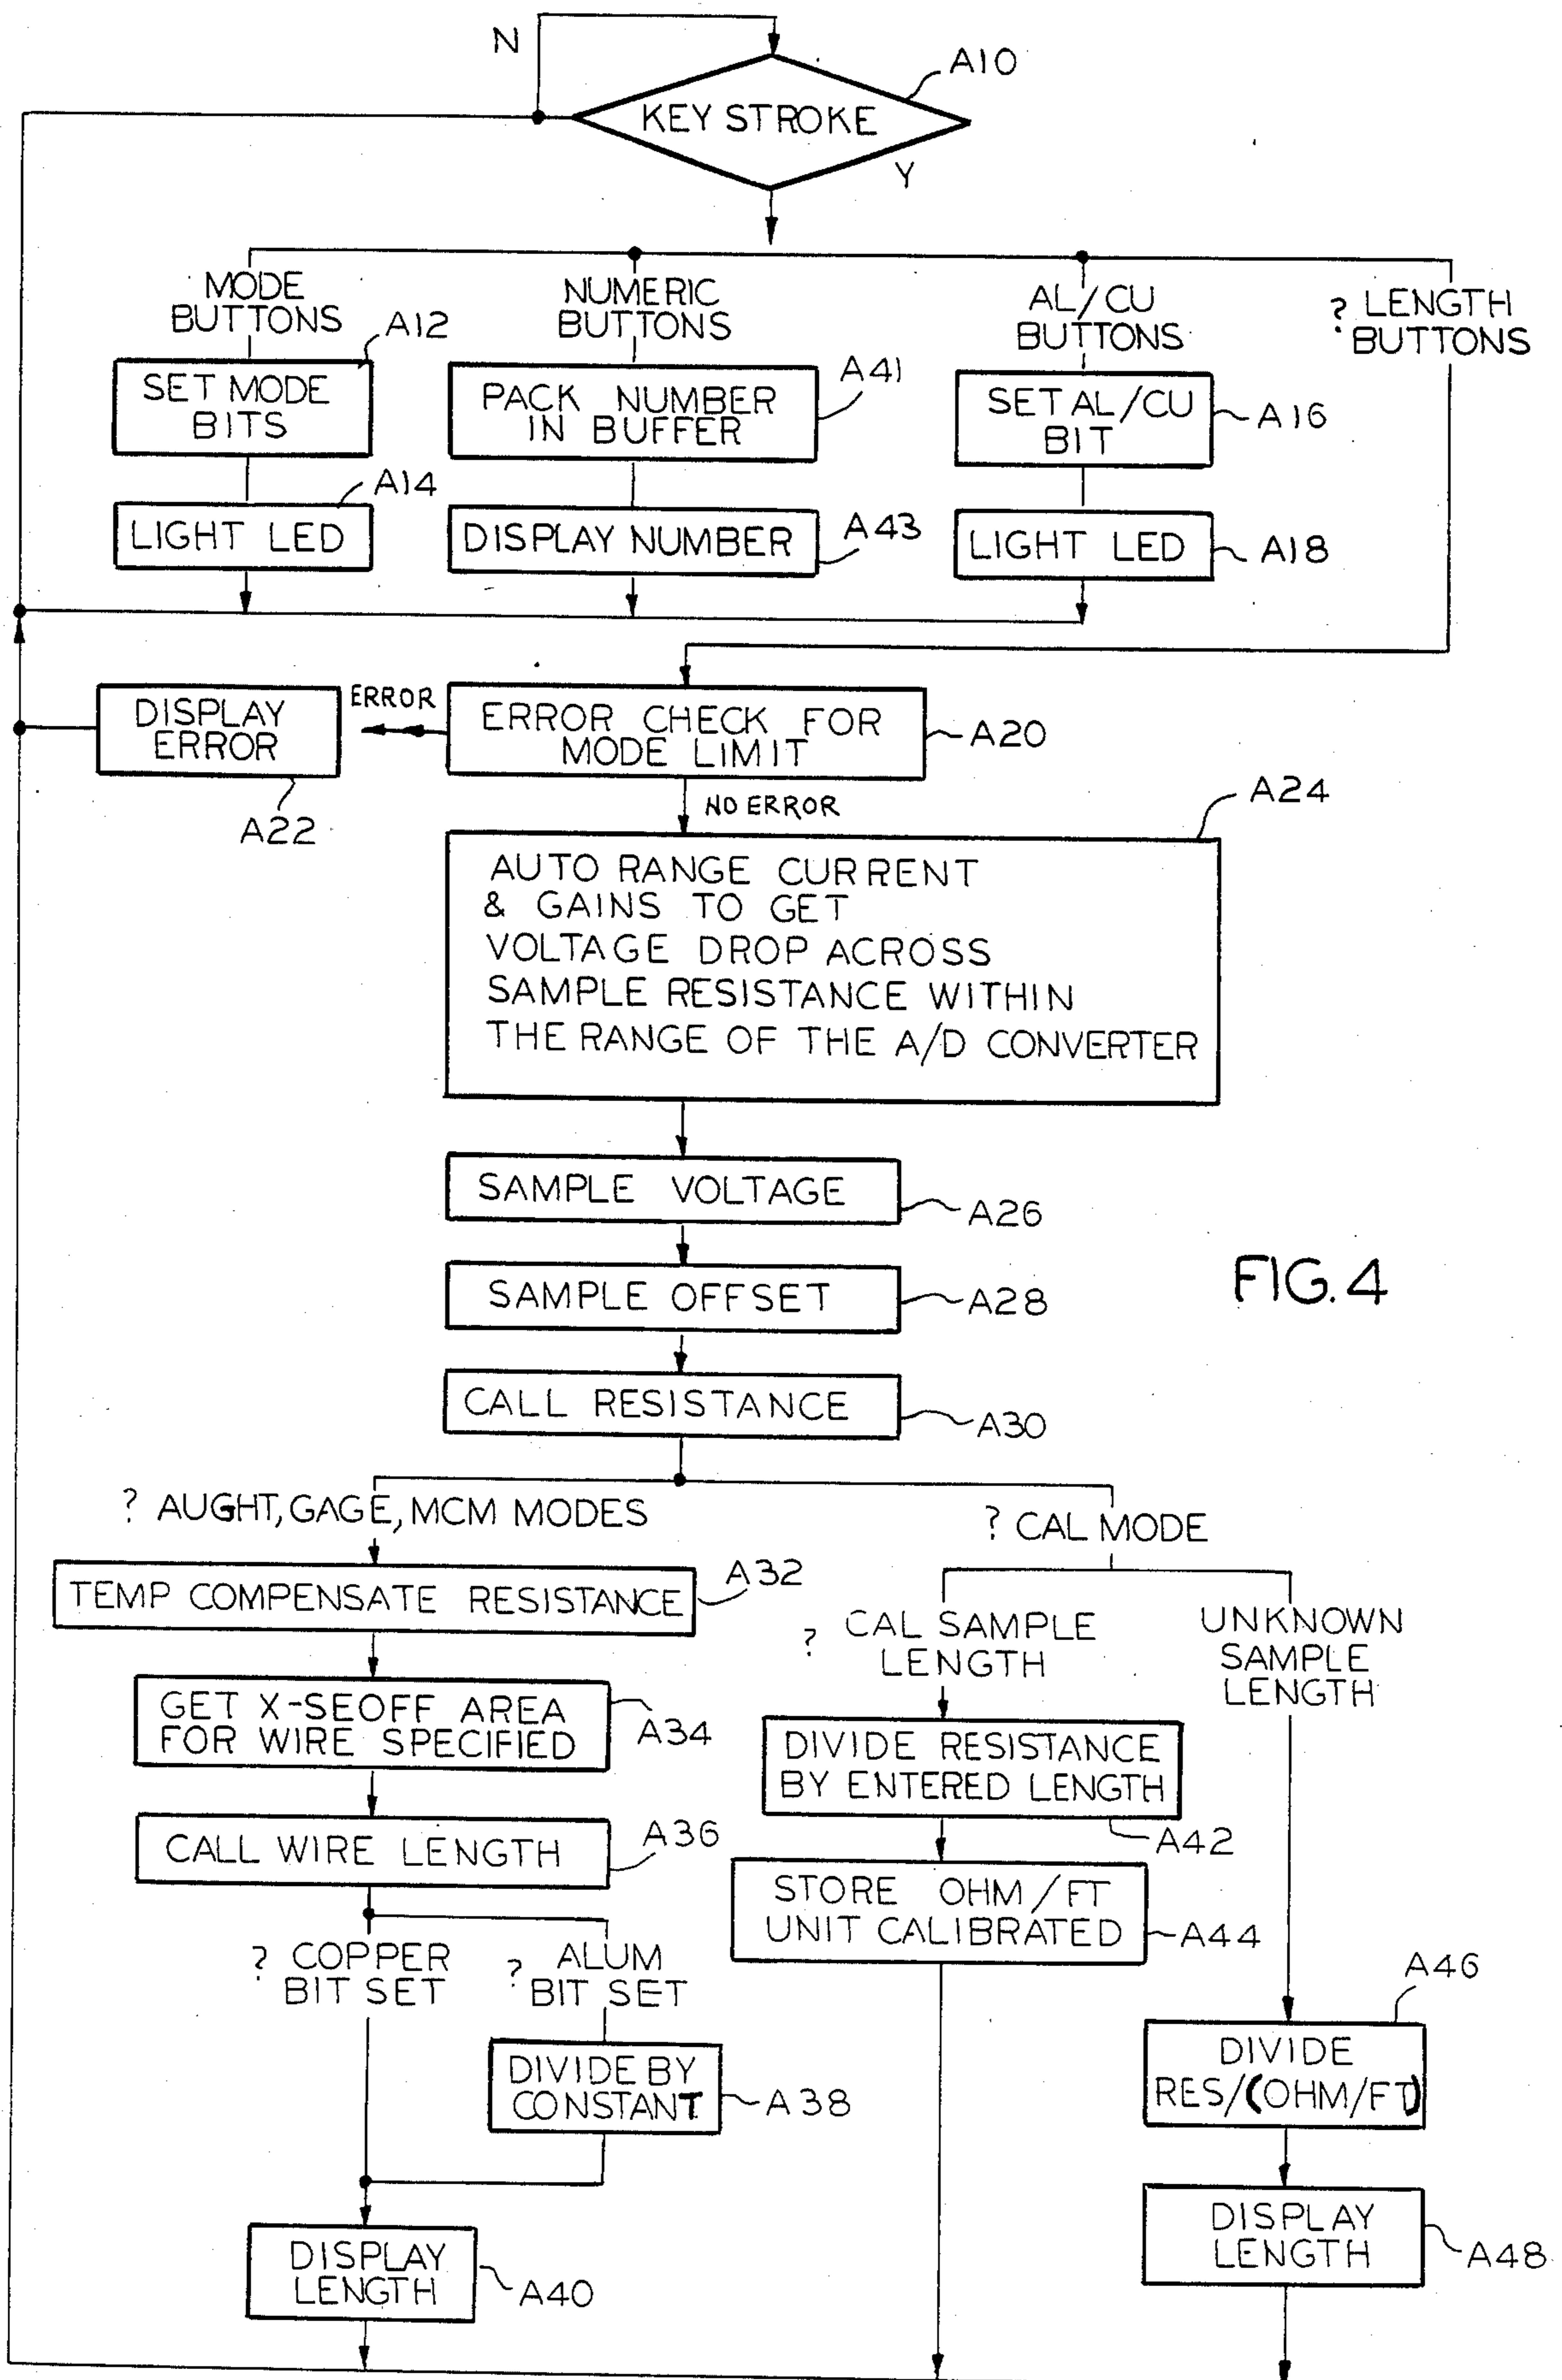 N
A10
KEY STROKE
Y
MODE
BUTTONS
A12
SET MODE
BITS
A14
LIGHT LED
NUMERIC
BUTTONS
A41
PACK NUMBER
IN BUFFER
DISPLAY NUMBER
A43
AL/CU
BUTTONS
SET AL/CU
BIT
A16
LIGHT LED
A18
? LENGTH
BUTTONS
DISPLAY
ERROR
A22
ERROR
ERROR CHECK FOR
MODE LIMIT
A20
NO ERROR
A24
AUTO RANGE CURRENT
& GAINS TO GET
VOLTAGE DROP ACROSS
SAMPLE RESISTANCE WITHIN
THE RANGE OF THE A/D CONVERTER
SAMPLE VOLTAGE
A26
SAMPLE OFFSET
A28
FIG. 4
CALL RESISTANCE
A30
? AUGHT, GAGE, MCM MODES
TEMP COMPENSATE RESISTANCE
A32
GET X-SEOFF AREA
FOR WIRE SPECIFIED
A34
CALL WIRE LENGTH
A36
? COPPER
BIT SET
? ALUM
BIT SET
DIVIDE BY
CONSTANT
A38
DISPLAY
LENGTH
A40
? CAL MODE
? CAL SAMPLE
LENGTH
DIVIDE RESISTANCE
BY ENTERED LENGTH
A42
STORE OHM/FT
UNIT CALIBRATED
A44
UNKNOWN
SAMPLE
LENGTH
A46
DIVIDE
RES/(OHM/FT)
DISPLAY
LENGTH
A48